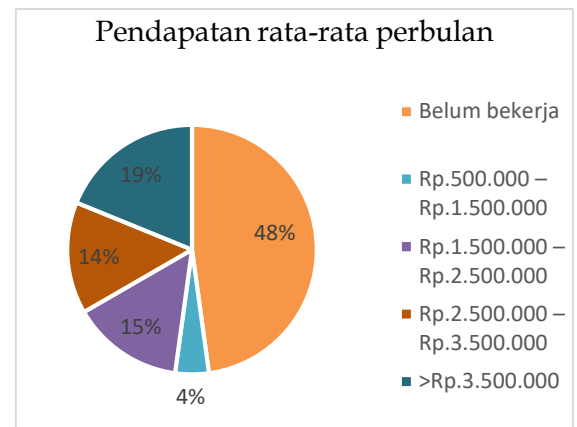 Pendapatan rata-rata perbulan
19%
48%
14%
15%
4%
Belum bekerja
Rp.500.000 –
Rp.1.500.000
Rp.1.500.000 –
Rp.2.500.000
Rp.2.500.000 –
Rp.3.500.000
>Rp.3.500.000